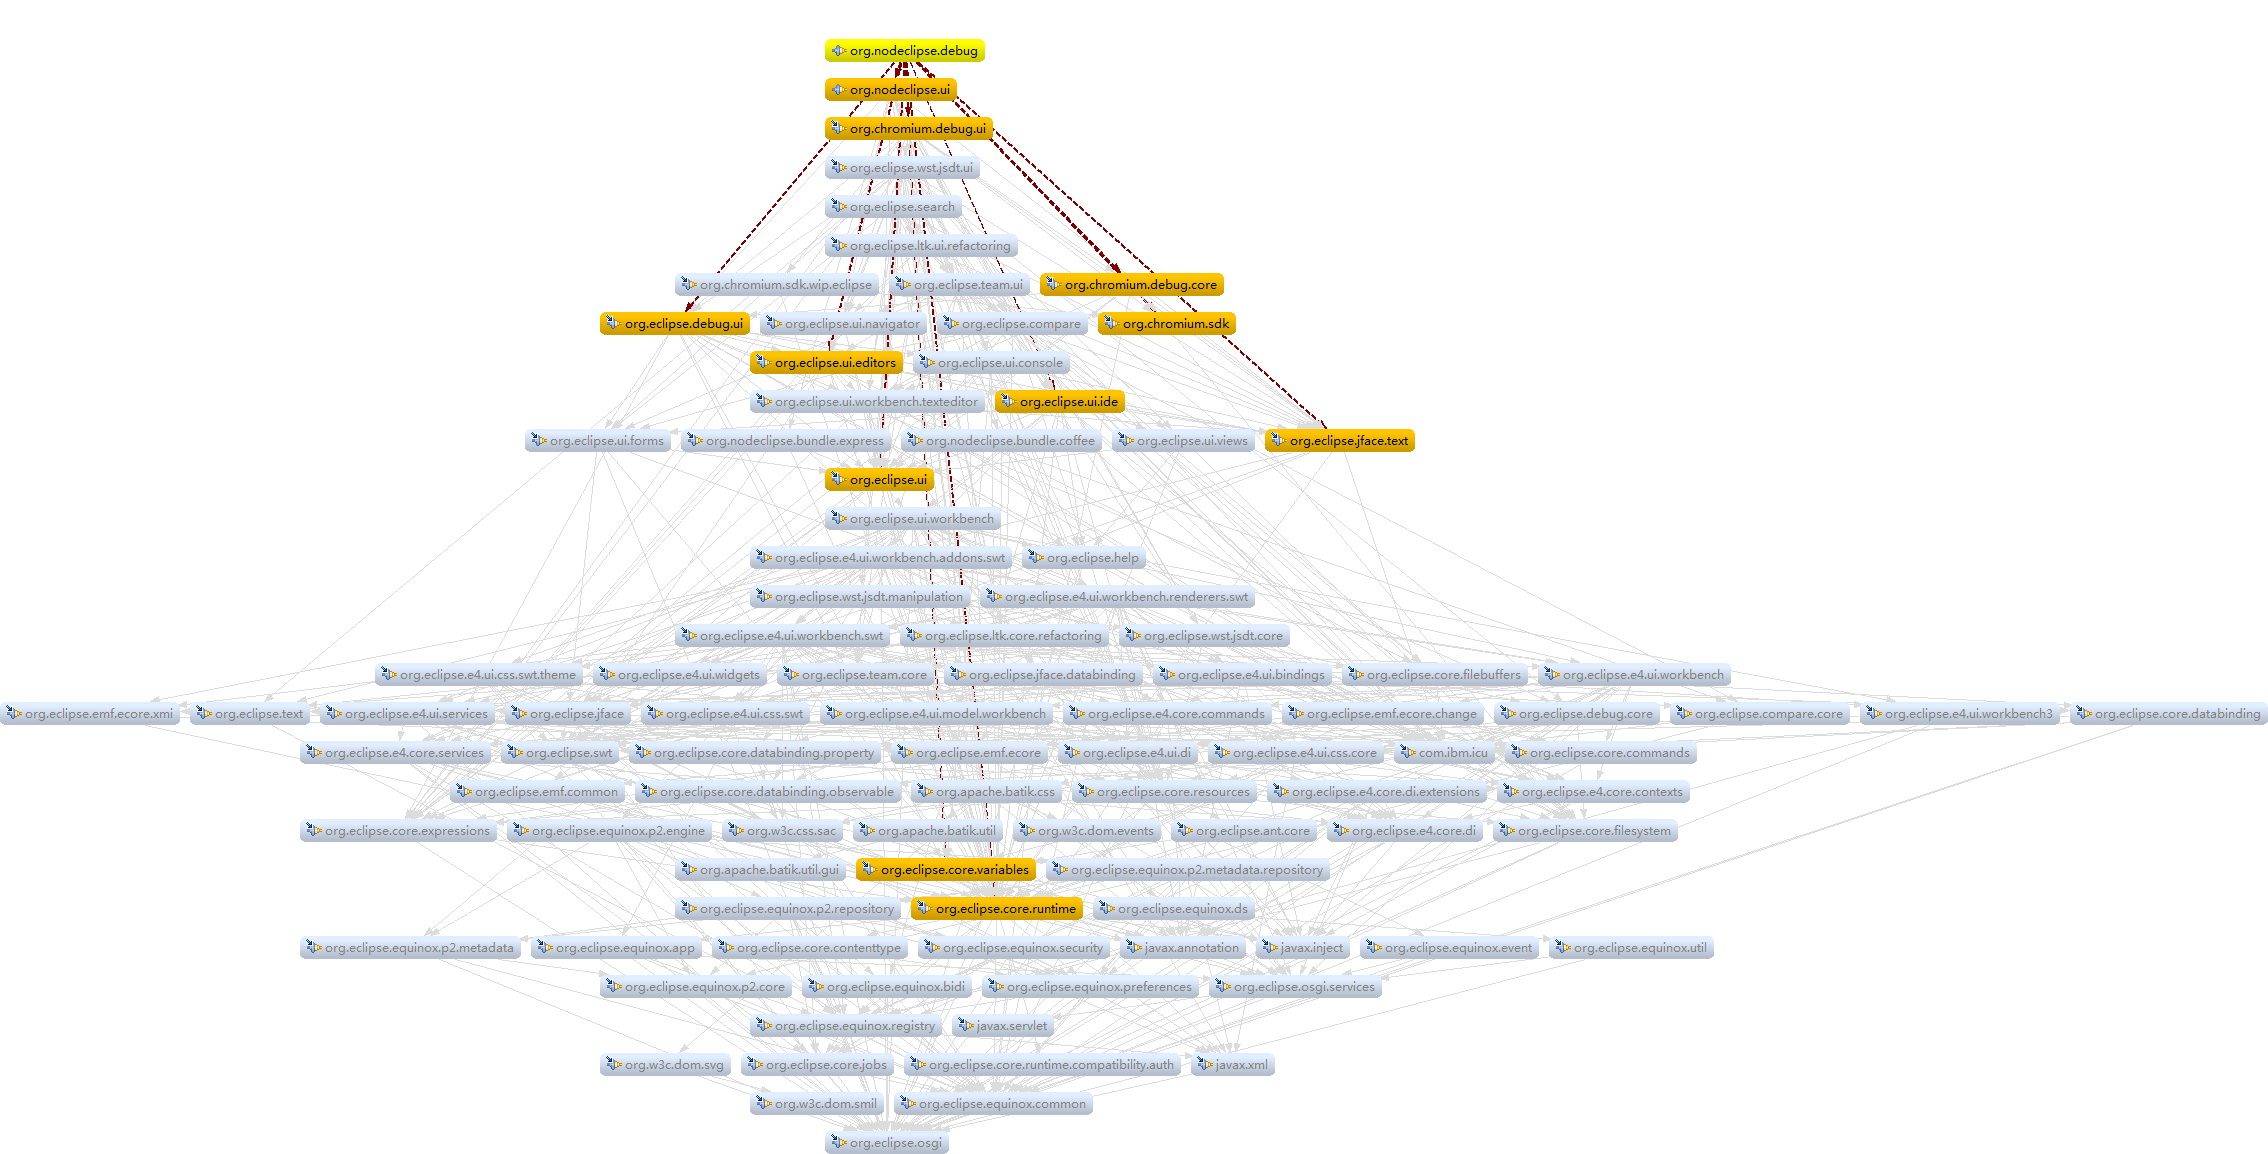 org.nodeclipse.debug
org.nodeclipse.ui
org.chromium.debug.ui
org.eclipse.wst.jsdt.ui
org.eclipse.search
org.eclipse.ltk.ui.refactoring
org.chromium.sdk.wip.eclipse org.eclipse.team.ui org.chromium.debug.core
org.eclipse.debug.ui org.eclipse.ui.navigator org.eclipse.compare org.chromium.sdk
org.eclipse.ui.editors org.eclipse.ui.console
org.eclipse.ui.workbench.texteditor org.eclipse.ui.ide
org.eclipse.ui.forms org.nodeclipse.bundle.express org.nodeclipse.bundle.coffee org.eclipse.ui.views org.eclipse.jface.text
org.eclipse.ui
org.eclipse.ui.workbench
org.eclipse.e4.ui.workbench.addons.swt org.eclipse.help
org.eclipse.wst.jsdt.manipulation org.eclipse.e4.ui.workbench.renderers.swt
org.eclipse.e4.ui.workbench.swt org.eclipse.ltk.core.refactoring org.eclipse.wst.jsdt.core
org.eclipse.e4.ui.css.swt.theme org.eclipse.e4.ui.widgets org.eclipse.team.core org.eclipse.jface.databinding org.eclipse.e4.ui.bindings org.eclipse.core.filebuffers org.eclipse.e4.ui.workbench
org.eclipse.emf.ecore.xmi org.eclipse.text org.eclipse.e4.ui.services org.eclipse.jface org.eclipse.e4.ui.css.swt org.eclipse.e4.ui.model.workbench org.eclipse.e4.core.commands org.eclipse.emf.ecore.change org.eclipse.debug.core org.eclipse.compare.core org.eclipse.e4.ui.workbench3 org.eclipse.core.databinding
org.eclipse.e4.core.services org.eclipse.swt org.eclipse.core.databinding.property org.eclipse.emf.ecore org.eclipse.e4.ui.di org.eclipse.e4.ui.css.core com.ibm.icu org.eclipse.core.commands
org.eclipse.emf.common org.eclipse.core.databinding.observable org.apache.batik.css org.eclipse.core.resources org.eclipse.e4.core.di.extensions org.eclipse.e4.core.contexts
org.eclipse.core.expressions org.eclipse.equinox.p2.engine org.w3c.css.sac org.apache.batik.util org.w3c.dom.events org.eclipse.ant.core org.eclipse.e4.core.di org.eclipse.core.filesystem
org.apache.batik.util.gui org.eclipse.core.variables org.eclipse.equinox.p2.metadata.repository
org.eclipse.equinox.p2.repository org.eclipse.core.runtime org.eclipse.equinox.ds
org.eclipse.equinox.p2.metadata org.eclipse.equinox.app org.eclipse.core.contenttype org.eclipse.equinox.security javax.annotation javax.inject org.eclipse.equinox.event org.eclipse.equinox.util
org.eclipse.equinox.p2.core org.eclipse.equinox.bidi org.eclipse.equinox.preferences org.eclipse.osgi.services
org.eclipse.equinox.registry javax.servlet
org.w3c.dom.svg org.eclipse.core.jobs org.eclipse.core.runtime.compatibility.auth javax.xml
org.w3c.dom.smil org.eclipse.equinox.common
org.eclipse.osgi